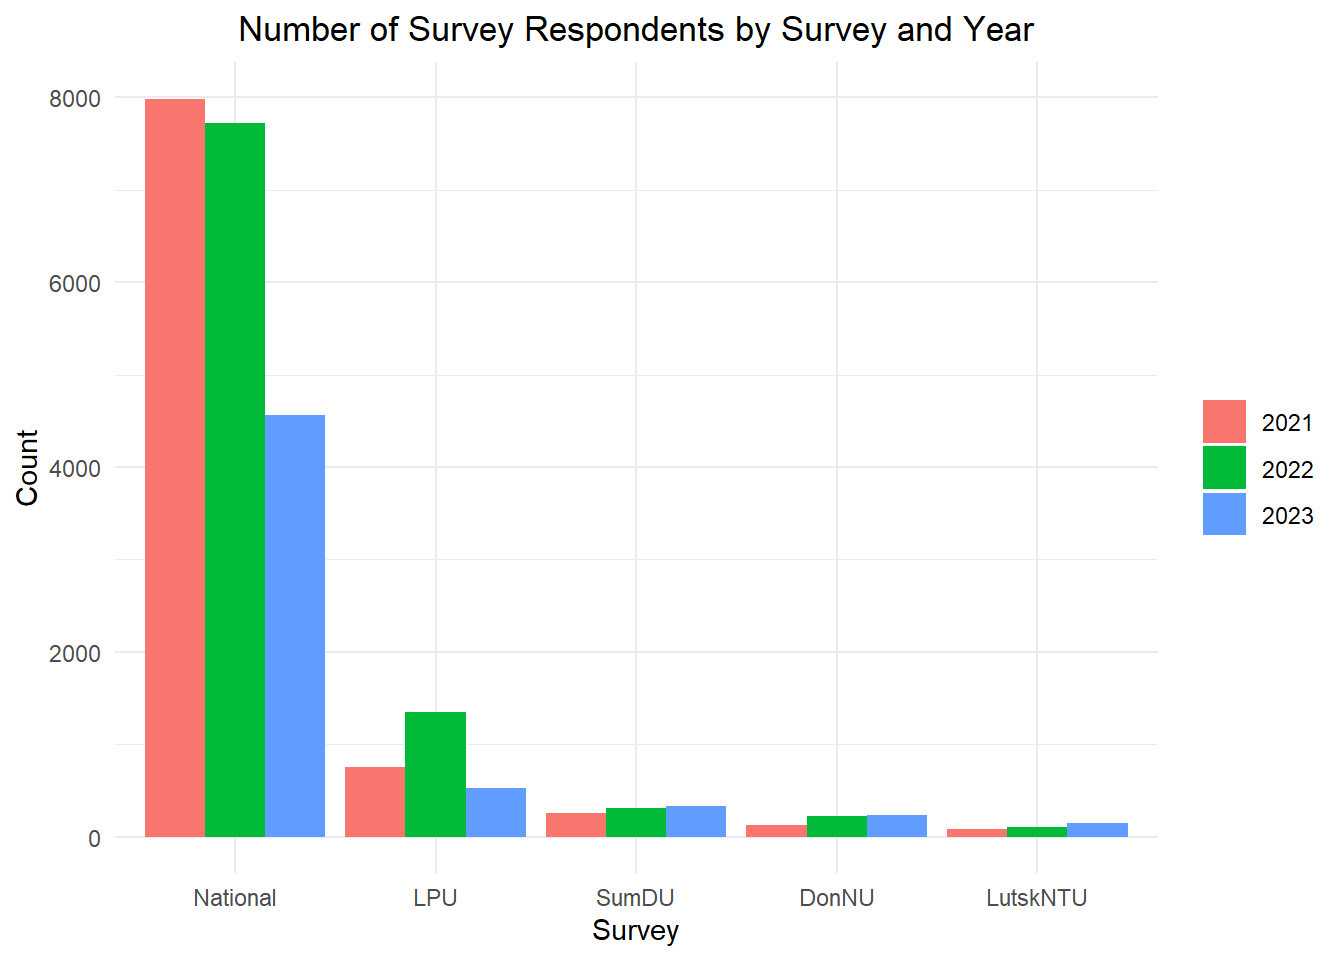 Number of Survey Respondents by Survey and Year
8000
6000
4000
2000
0
Count
National LPU SumDU DonNU LutskNTU
Survey
2021
2022
2023